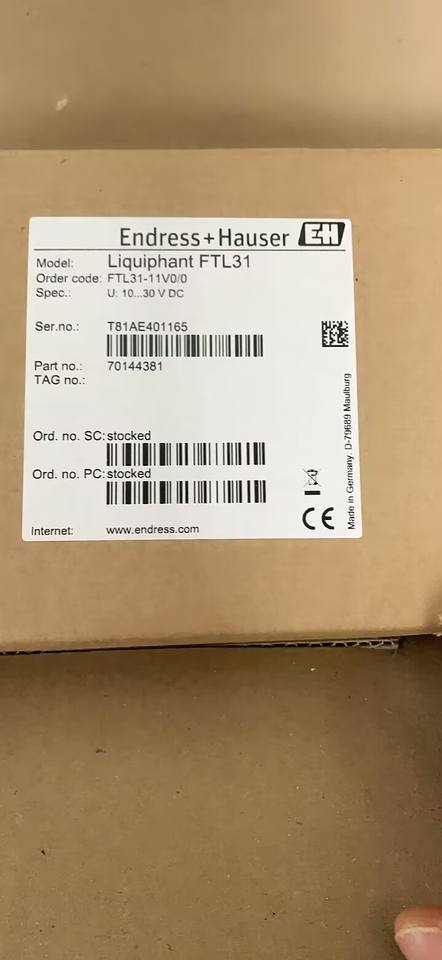 Endress+Hauser EH
Model: Liquiphant FTL31
Order code: FTL31-11V0/0
Spec.: U: 10...30 V DC
Ser.no.: T81AE401165
Part no.: 70144381
TAG no.:
Ord. no. SC: stocked
Ord. no. PC: stocked
Internet: www.endress.com
CE
Made in Germany D-79689 Maulburg